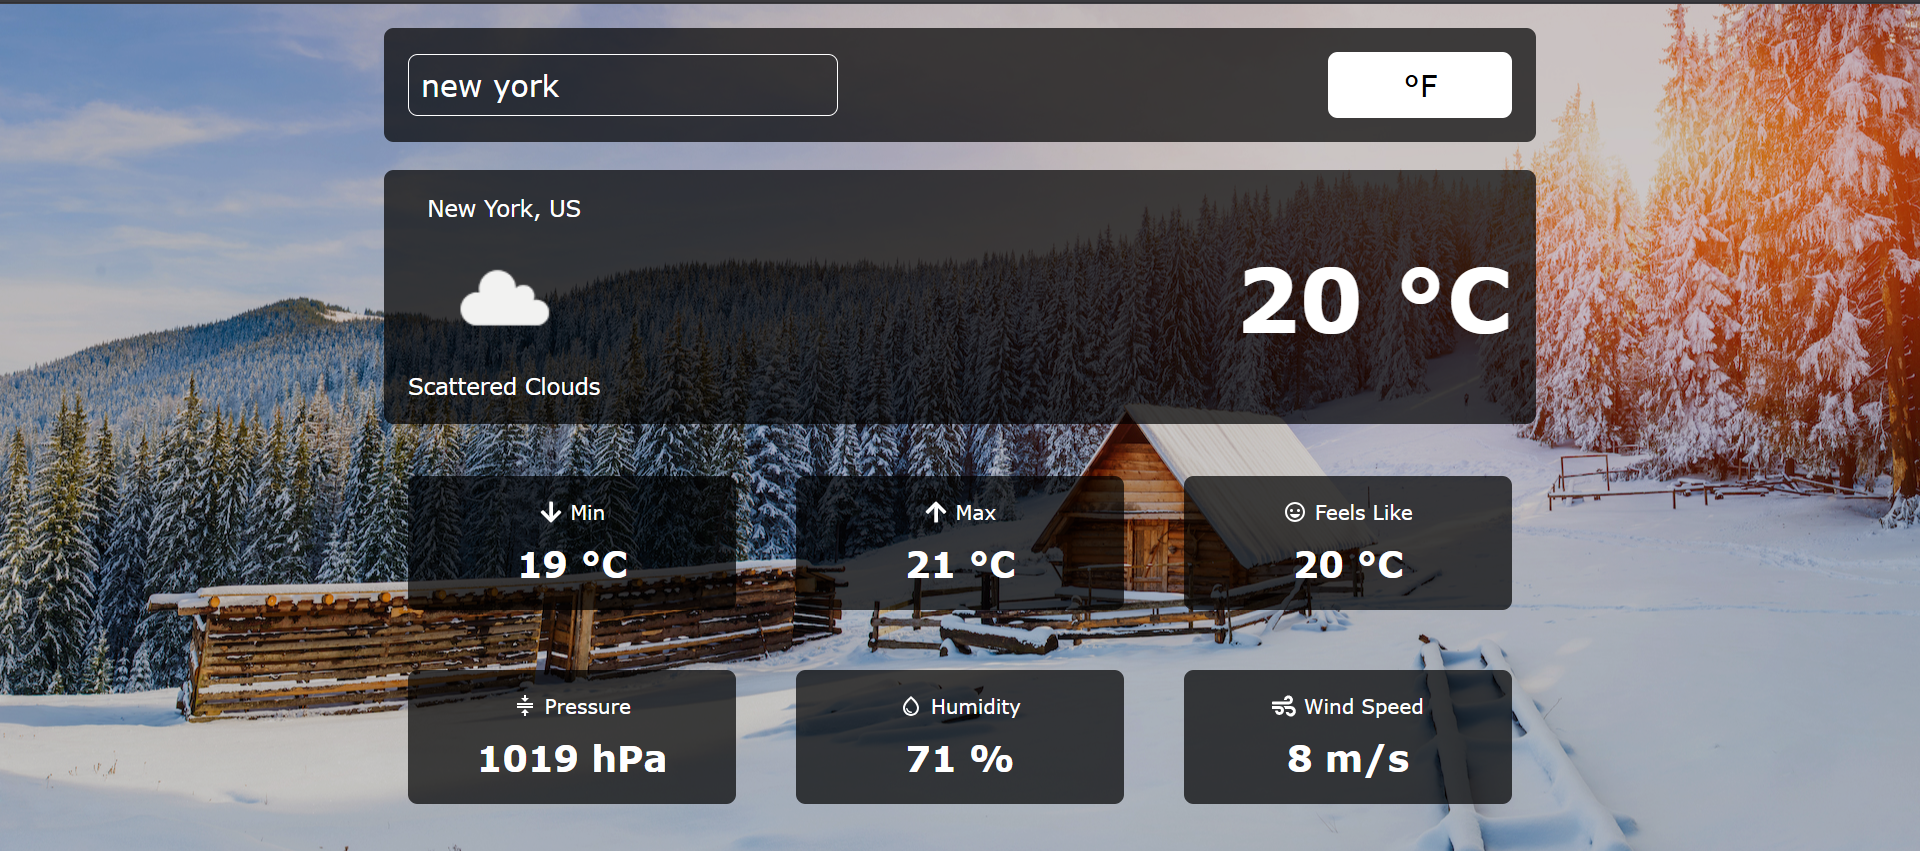 new york
°F
New York, US
20 °C
Scattered Clouds
Min
19 °C
Max
21 °C
Feels Like
20 °C
Pressure
1019 hPa
Humidity
71 %
Wind Speed
8 m/s